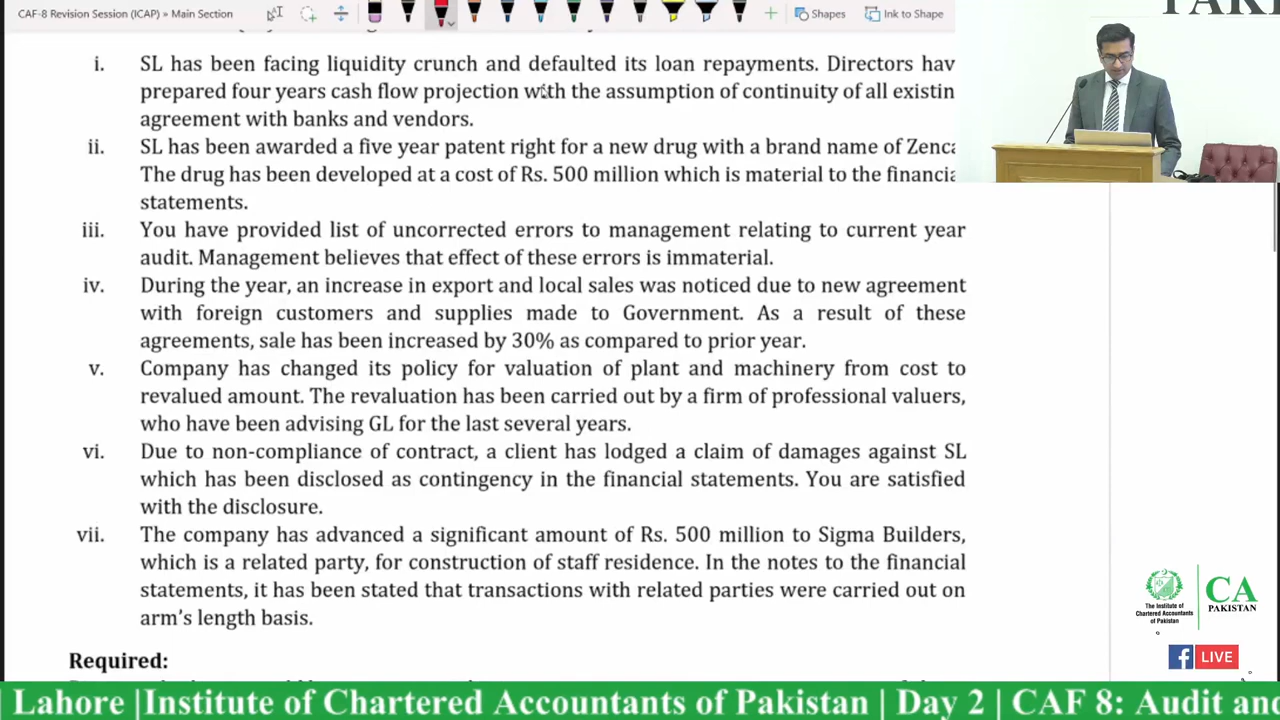 CAF-8 Revision Session (ICAP) » Main Section
Shapes
Ink to Shape
i. SL has been facing liquidity crunch and defaulted its loan repayments. Directors hav
prepared four years cash flow projection with the assumption of continuity of all existin
agreement with banks and vendors.
ii. SL has been awarded a five year patent right for a new drug with a brand name of Zenca
The drug has been developed at a cost of Rs. 500 million which is material to the financia
statements.
iii. You have provided list of uncorrected errors to management relating to current year
audit. Management believes that effect of these errors is immaterial.
iv. During the year, an increase in export and local sales was noticed due to new agreement
with foreign customers and supplies made to Government. As a result of these
agreements, sale has been increased by 30% as compared to prior year.
v. Company has changed its policy for valuation of plant and machinery from cost to
revalued amount. The revaluation has been carried out by a firm of professional valuers,
who have been advising GL for the last several years.
vi. Due to non-compliance of contract, a client has lodged a claim of damages against SL
which has been disclosed as contingency in the financial statements. You are satisfied
with the disclosure.
vii. The company has advanced a significant amount of Rs. 500 million to Sigma Builders,
which is a related party, for construction of staff residence. In the notes to the financial
statements, it has been stated that transactions with related parties were carried out on
arm's length basis.
Required:
The Institute of
Chartered Accountants
of Pakistan
CA
PAKISTAN
LIVE
Lahore |Institute of Chartered Accountants of Pakistan | Day 2 | CAF 8: Audit and